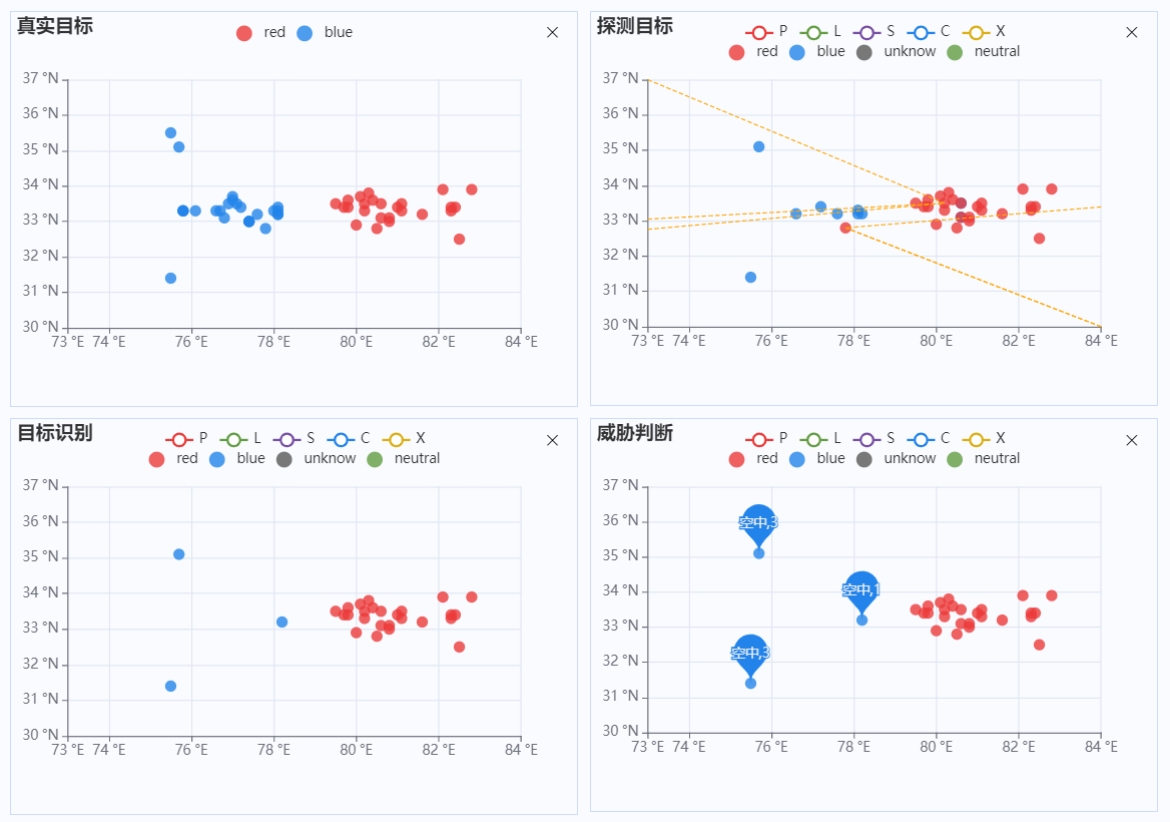 真实目标
red blue
37 °N
36 °N
35 °N
34 °N
33 °N
32 °N
31 °N
30 °N
73 °E 74 °E 76 °E 78 °E 80 °E 82 °E 84 °E
探测目标
P L S C X
red blue unknow neutral
37 °N
36 °N
35 °N
34 °N
33 °N
32 °N
31 °N
30 °N
73 °E 74 °E 76 °E 78 °E 80 °E 82 °E 84 °E
目标识别
P L S C X
red blue unknow neutral
37 °N
36 °N
35 °N
34 °N
33 °N
32 °N
31 °N
30 °N
73 °E 74 °E 76 °E 78 °E 80 °E 82 °E 84 °E
威胁判断
P L S C X
red blue unknow neutral
37 °N
36 °N
35 °N
34 °N
33 °N
32 °N
31 °N
30 °N
空中,3
空中,1
空中,3
73 °E 74 °E 76 °E 78 °E 80 °E 82 °E 84 °E